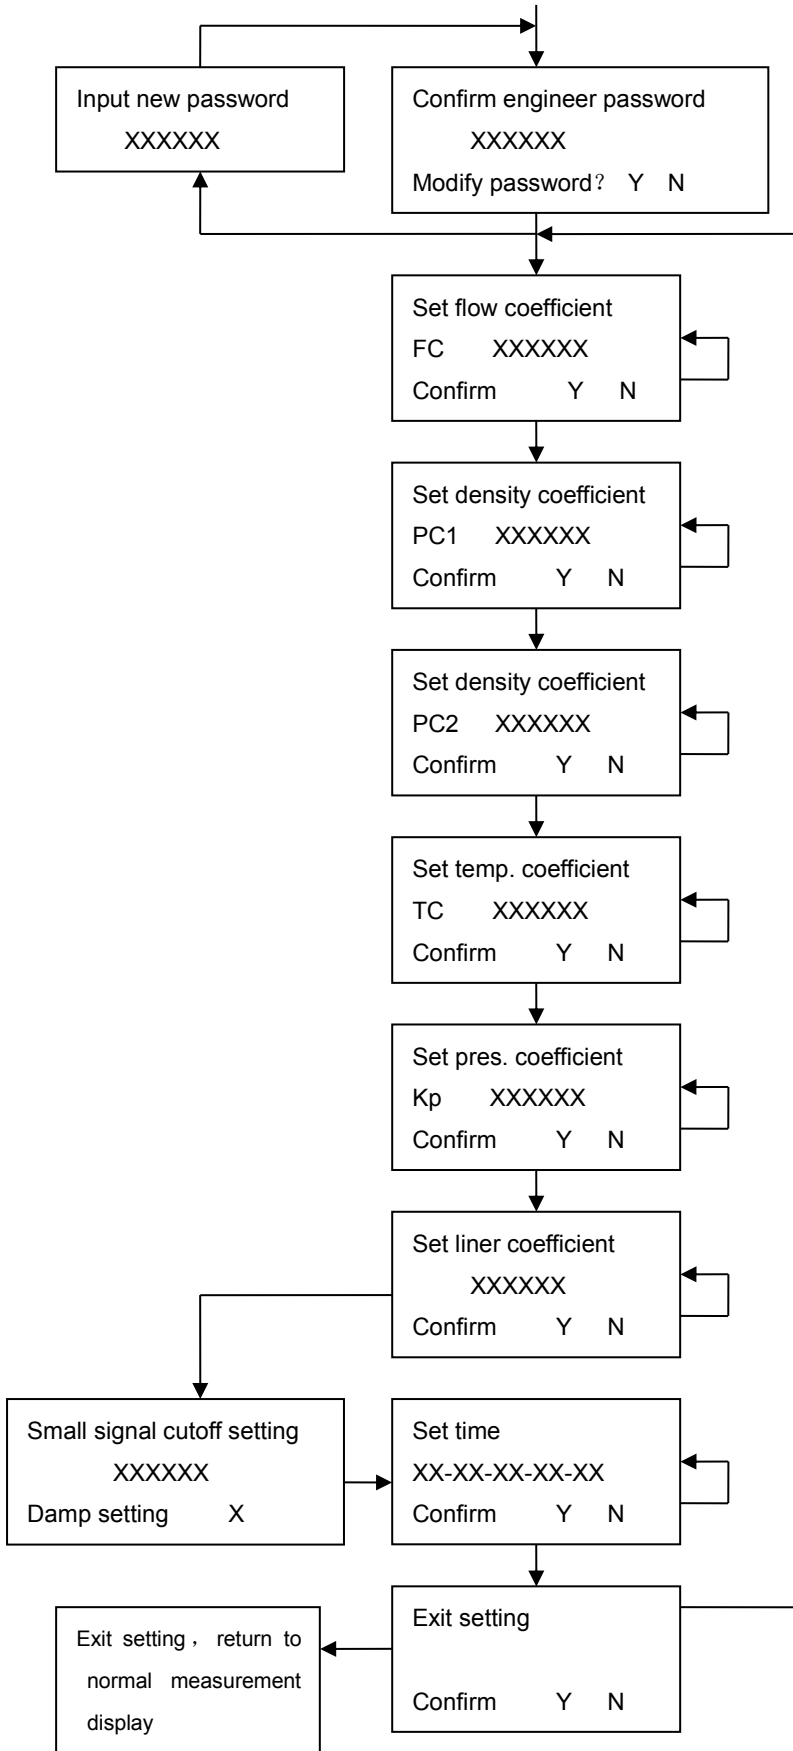 Input new password
XXXXXX
Confirm engineer password
XXXXXX
Modify password？ Y N
Set flow coefficient
FC XXXXXX
Confirm Y N
Set density coefficient
PC1 XXXXXX
Confirm Y N
Set density coefficient
PC2 XXXXXX
Confirm Y N
Set temp. coefficient
TC XXXXXX
Confirm Y N
Set pres. coefficient
Kp XXXXXX
Confirm Y N
Set liner coefficient
XXXXXX
Confirm Y N
Small signal cutoff setting
XXXXXX
Damp setting X
Set time
XX-XX-XX-XX-XX
Confirm Y N
Exit setting
Confirm Y N
Exit setting，return to
normal measurement
display